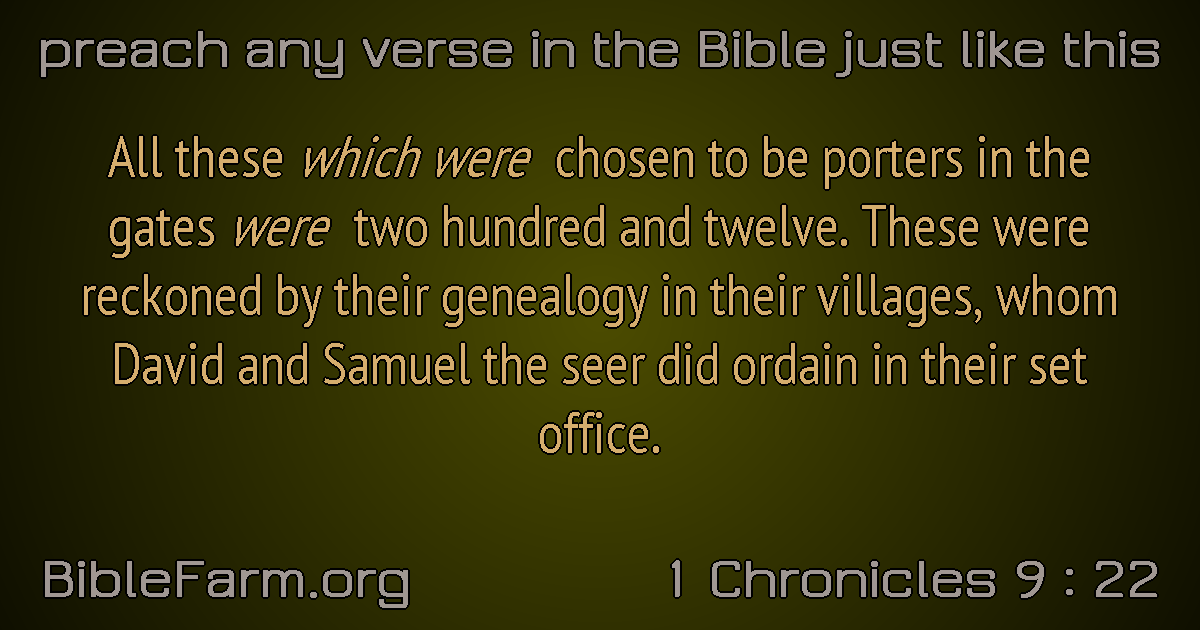 preach any verse in the Bible just like this
All these which were chosen to be porters in the
gates were two hundred and twelve. These were
reckoned by their genealogy in their villages, whom
David and Samuel the seer did ordain in their set
office.
BibleFarm.org
1 Chronicles 9 : 22